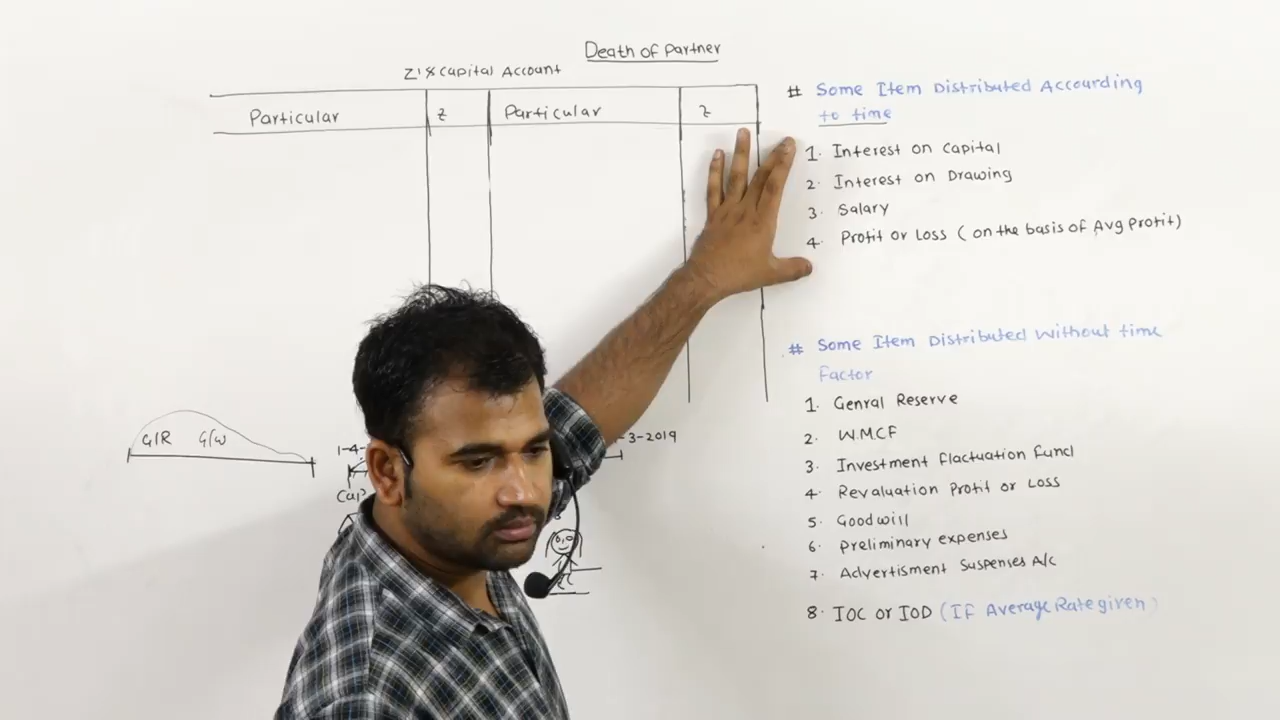 Death of Partner
Z's Capital Account
Particular
z
Particular
z
# Some Item Distributed Accourding
to time
1. Interest on Capital
2. Interest on Drawing
3. Salary
4. Profit or Loss ( on the basis of Avg Profit)
# Some Item Distributed Without time
Factor
1. Genral Reserve
2. W.M.C.F
3. Investment Flactuation Fund
4. Revaluation Profit or Loss
5. Goodwill
6. Preliminary expenses
7. Advertisment Suspenses A/c
8. IOC or IOD (IF Average Rate given)
G/R G/W
1-4-
-3-2019
Cap